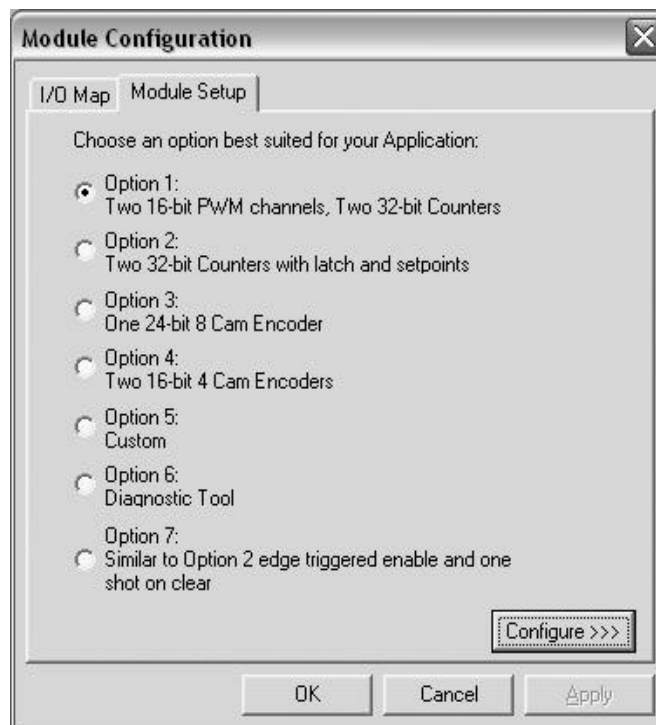 Module Configuration
I/O Map
Module Setup
Choose an option best suited for your Application:
Option 1:
Two 16-bit PWM channels, Two 32-bit Counters
Option 2:
Two 32-bit Counters with latch and setpoints
Option 3:
One 24-bit 8 Cam Encoder
Option 4:
Two 16-bit 4 Cam Encoders
Option 5:
Custom
Option 6:
Diagnostic Tool
Option 7:
Similar to Option 2 edge triggered enable and one
shot on clear
Configure >>>
OK
Cancel
Apply